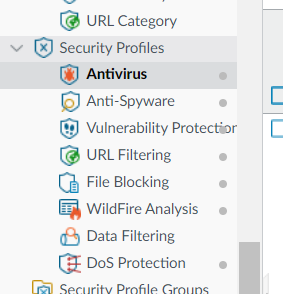 URL Category
Security Profiles
Antivirus
Anti-Spyware
Vulnerability Protection
URL Filtering
File Blocking
WildFire Analysis
Data Filtering
DoS Protection
Security Profile Groups